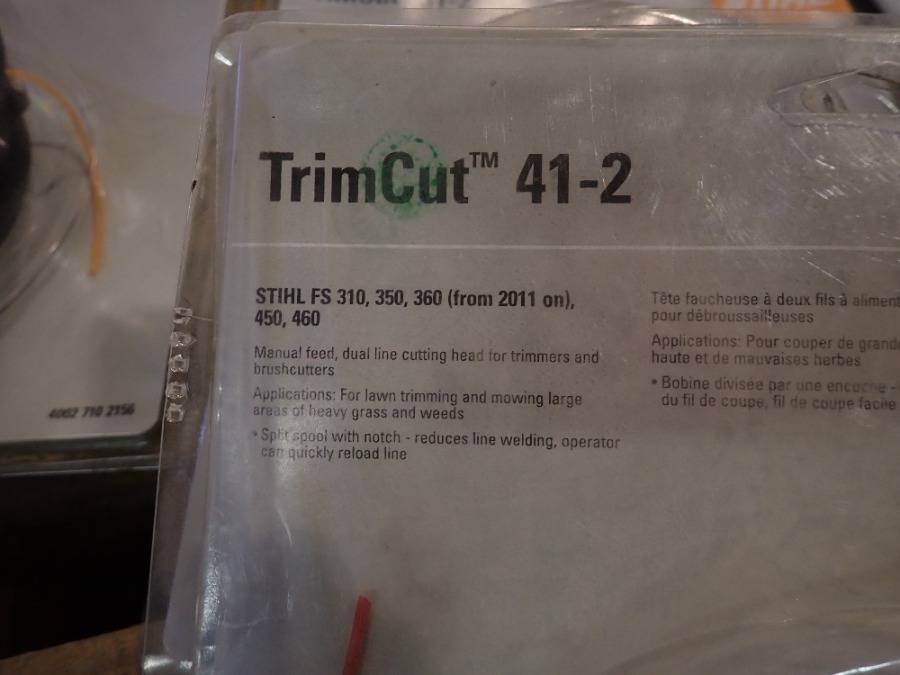 TrimCut™ 41-2
STIHL FS 310, 350, 360 (from 2011 on),
450, 460
Manual feed, dual line cutting head for trimmers and
brushcutters
Applications: For lawn trimming and mowing large
areas of heavy grass and weeds
• Split spool with notch - reduces line welding, operator
can quickly reload line
Tête faucheuse à deux fils à aliment
pour débroussailleuses
Applications: Pour couper de grande
haute et de mauvaises herbes
• Bobine divisée par une encoche -
du fil de coupe, fil de coupe facile
4002 710 2156